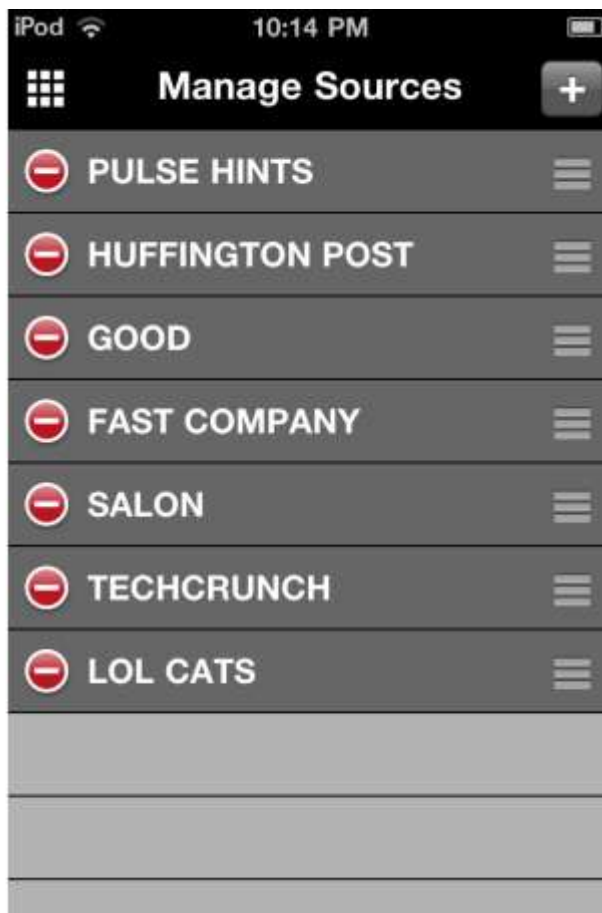 iPod 10:14 PM
Manage Sources
PULSE HINTS
HUFFINGTON POST
GOOD
FAST COMPANY
SALON
TECHCRUNCH
LOL CATS